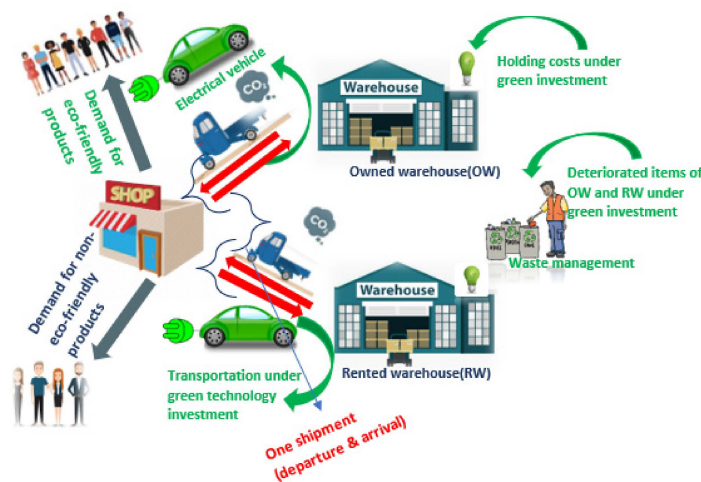 Demand for
eco-friendly
products
Electrical vehicle
CO₂
Warehouse
Owned warehouse(OW)
Holding costs under
green investment
SHOP
Deteriorated items of
OW and RW under
green investment
Waste management
CO₂
Demand for non-
eco-friendly
products
Warehouse
Rented warehouse(RW)
Transportation under
green technology
investment
One shipment
(departure & arrival)